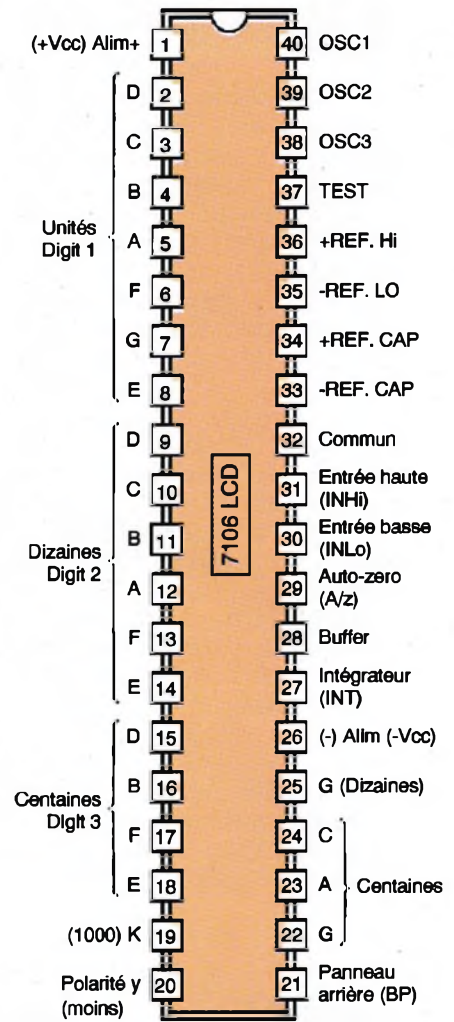 (+Vcc) Alim+ 1 40 OSC1
D 2 39 OSC2
C 3 38 OSC3
B 4 37 TEST
Unités
Digit 1
A 5 36 +REF. Hi
F 6 35 -REF. LO
G 7 34 +REF. CAP
E 8 33 -REF. CAP
D 9 32 Commun
7106 LCD
C 10 31 Entrée haute
(INHi)
B 11 30 Entrée basse
(INLo)
Dizaines
Digit 2
A 12 29 Auto-zero
(A/z)
F 13 28 Buffer
E 14 27 Intégrateur
(INT)
D 15 26 (-) Alim (-Vcc)
B 16 25 G (Dizaines)
Centaines
Digit 3
F 17 24 C
E 18 23 A Centaines
(1000) K 19 22 G
Polarité y
(moins)
20 21 Panneau
arrière (BP)